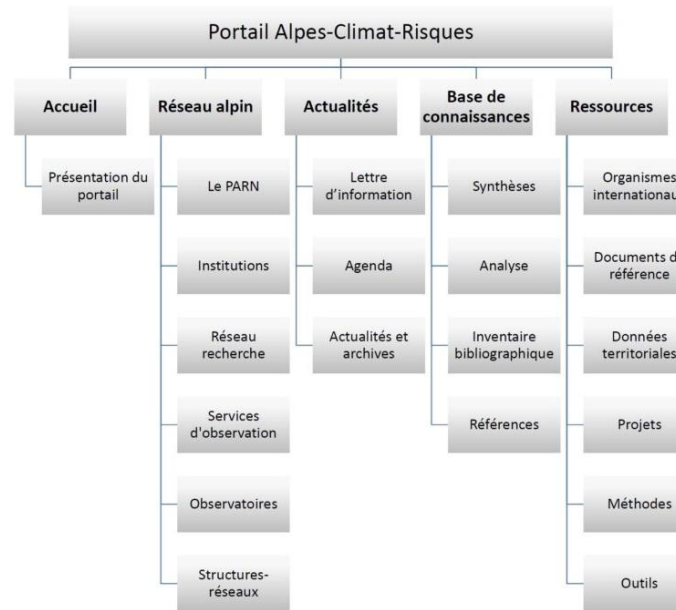 Portail Alpes-Climat-Risques
Accueil
Présentation du
portail
Réseau alpin
Le PARN
Institutions
Réseau
recherche
Services
d'observation
Observatoires
Structures-
réseaux
Actualités
Lettre
d’information
Agenda
Actualités et
archives
Base de
connaissances
Synthèses
Analyse
Inventaire
bibliographique
Références
Ressources
Organismes
internationau
Documents d
référence
Données
territoriales
Projets
Méthodes
Outils